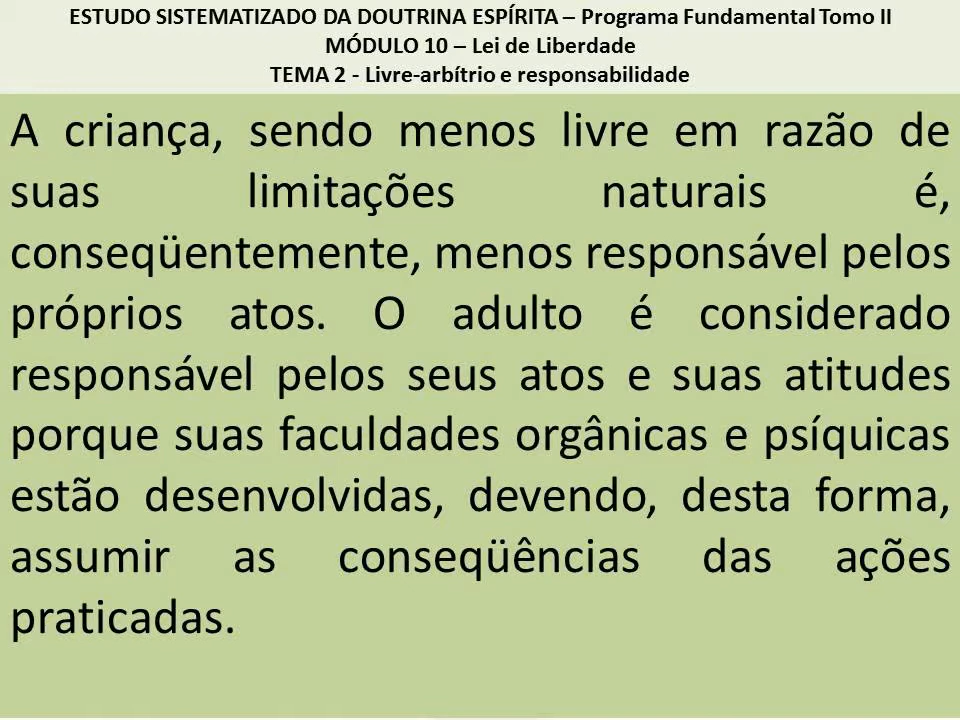 ESTUDO SISTEMATIZADO DA DOUTRINA ESPÍRITA – Programa Fundamental Tomo II
MÓDULO 10 – Lei de Liberdade
TEMA 2 - Livre-arbítrio e responsabilidade
A criança, sendo menos livre em razão de
suas limitações naturais é,
conseqüentemente, menos responsável pelos
próprios atos. O adulto é considerado
responsável pelos seus atos e suas atitudes
porque suas faculdades orgânicas e psíquicas
estão desenvolvidas, devendo, desta forma,
assumir as conseqüências das ações
praticadas.